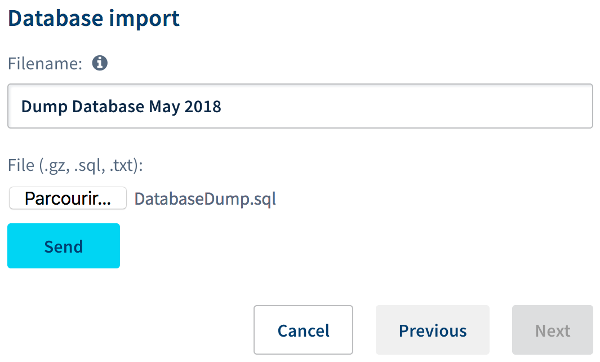 Database import
Filename:
Dump Database May 2018
File (.gz, .sql, .txt):
Parcourir... DatabaseDump.sql
Send
Cancel Previous Next